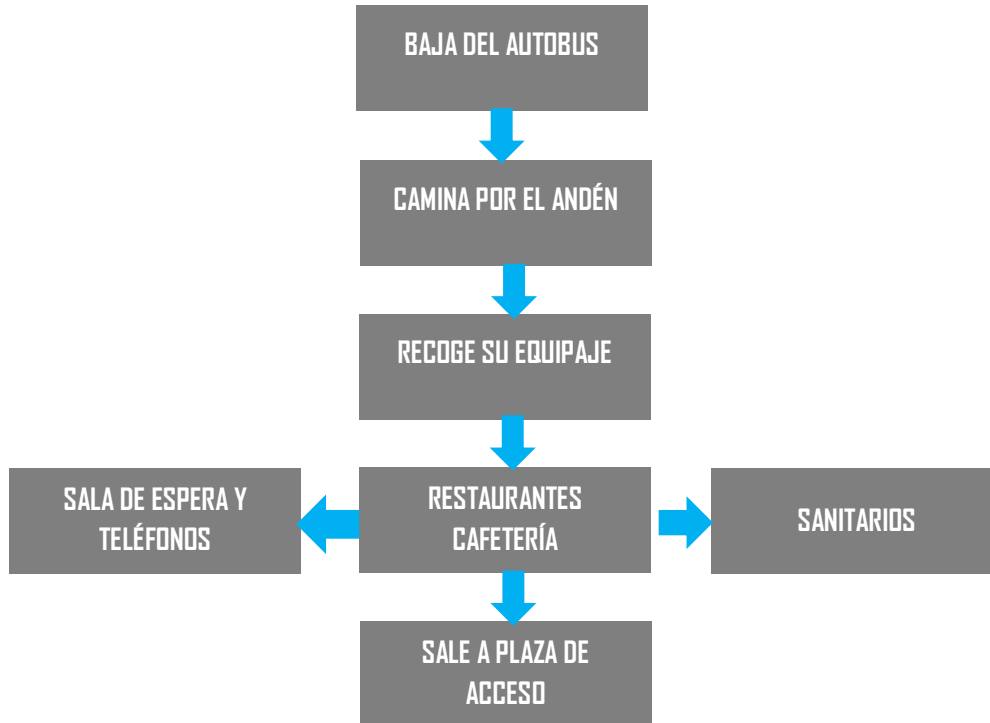 BAJA DEL AUTOBUS
CAMINA POR EL ANDÉN
RECOGE SU EQUIPAJE
SALA DE ESPERA Y
TELÉFONOS
RESTAURANTES
CAFETERÍA
SANITARIOS
SALE A PLAZA DE
ACCESO